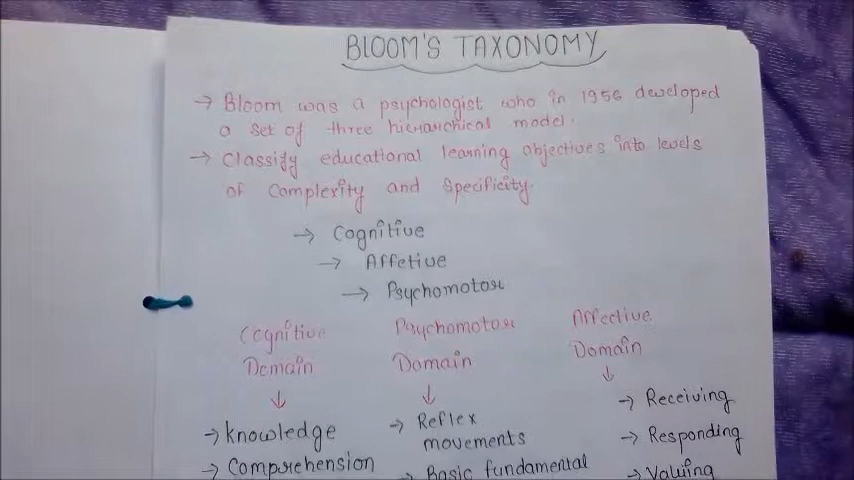 BLOOM'S TAXONOMY
→ Bloom was a psychologist who in 1956 developed
a set of three hierarchical model.
→ Classify educational learning objectives into levels
of Complexity and Specificity.
→ Cognitive
→ Affetive
→ Psychomotor
Cognitive Psychomotor Affective
Domain Domain Domain
↓ ↓ ↓
→ Receiving
→ Knowledge → Reflex
movements → Responding
→ Comprehension → Basic fundamental → Valuing